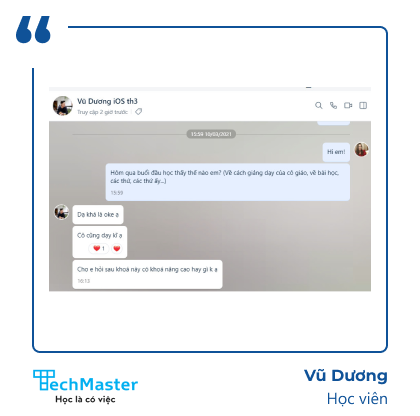 Vũ Dương iOS th3
Truy cập 2 giờ trước
15:59 10/03/2021
Hi em!
Hôm qua buổi đầu học thấy thế nào em? (Về cách giảng dạy của cô giáo, về bài học,
các thứ, các thứ ấy...)
15:59
Dạ khá là oke ạ
Cô cũng dạy kĩ ạ
1
Cho e hỏi sau khoá này có khoá nâng cao hay gì k ạ
16:13
TechMaster
Học là có việc
Vũ Dương
Học viên